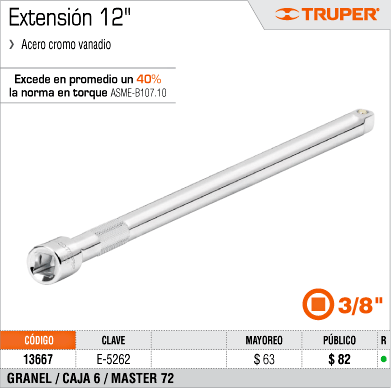 Extensión 12"
TRUPER®
› Acero cromo vanadio
Excede en promedio un 40%
la norma en torque ASME-B107.10
3/8"
CÓDIGO CLAVE MAYOREO PÚBLICO R
13667 E-5262 $ 63 $ 82 ●
GRANEL / CAJA 6 / MASTER 72